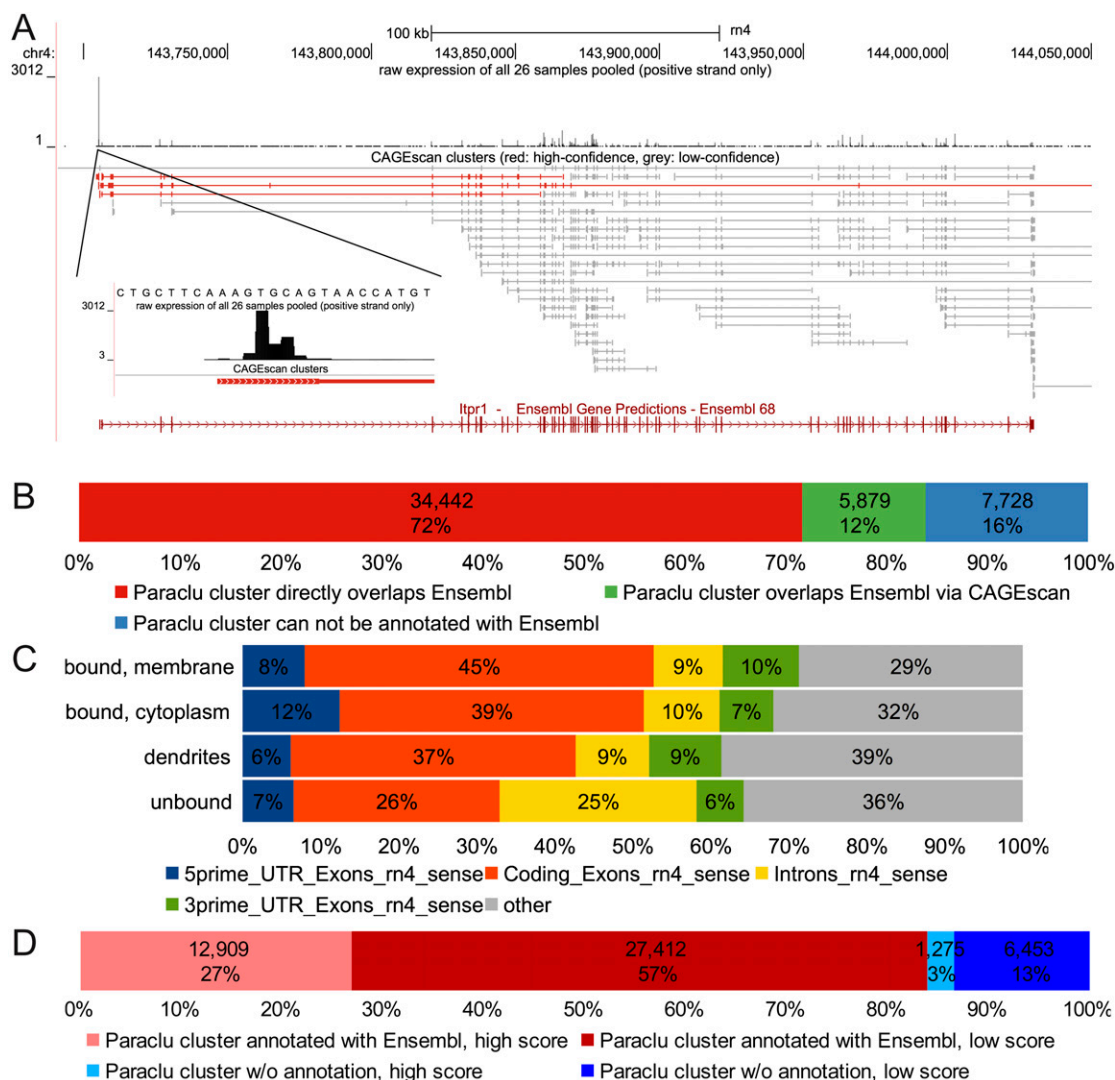 A
100 kb rn4
chr4: 143,750,000 143,800,000 143,850,000 143,900,000 143,950,000 144,000,000 144,050,000
3012 raw expression of all 26 samples pooled (positive strand only)
1
CAGEscan clusters (red: high-confidence, grey: low-confidence)
C T G C T T C A A A G T G C A G T A A C C A T G T
raw expression of all 26 samples pooled (positive strand only)
3012
3
CAGEscan clusters
Itpr1 - Ensembl Gene Predictions - Ensembl 68
B
34,442 5,879 7,728
72% 12% 16%
0% 10% 20% 30% 40% 50% 60% 70% 80% 90% 100%
Paraclu cluster directly overlaps Ensembl Paraclu cluster overlaps Ensembl via CAGEscan
Paraclu cluster can not be annotated with Ensembl
C
bound, membrane 8% 45% 9% 10% 29%
bound, cytoplasm 12% 39% 10% 7% 32%
dendrites 6% 37% 9% 9% 39%
unbound 7% 26% 25% 6% 36%
0% 10% 20% 30% 40% 50% 60% 70% 80% 90% 100%
5prime_UTR_Exons_rn4_sense Coding_Exons_rn4_sense Introns_rn4_sense
3prime_UTR_Exons_rn4_sense other
D
12,909 27,412 1,275 6,453
27% 57% 3% 13%
0% 10% 20% 30% 40% 50% 60% 70% 80% 90% 100%
Paraclu cluster annotated with Ensembl, high score Paraclu cluster annotated with Ensembl, low score
Paraclu cluster w/o annotation, high score Paraclu cluster w/o annotation, low score